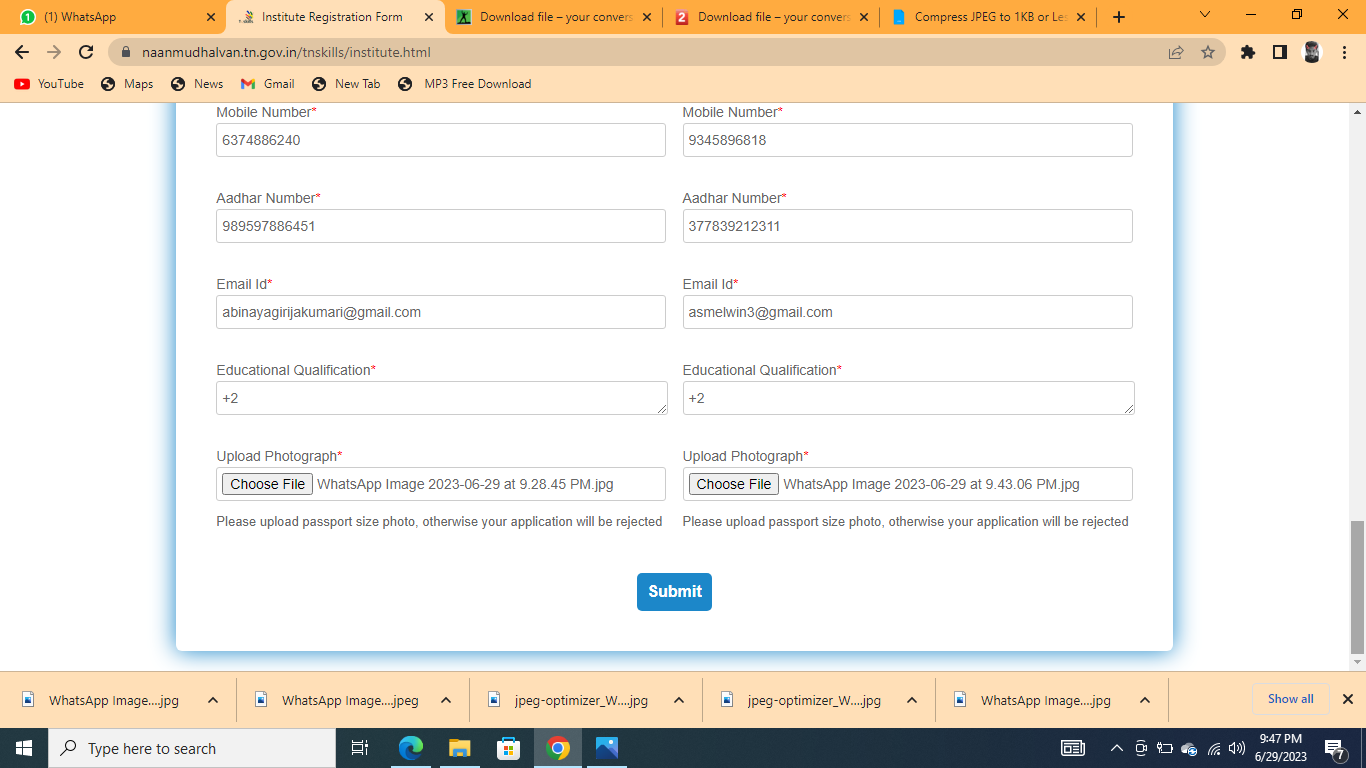 (1) WhatsApp
Institute Registration Form
Download file – your convers
Download file – your convers
Compress JPEG to 1KB or Les
naanmudhalvan.tn.gov.in/tnskills/institute.html
YouTube Maps News Gmail New Tab MP3 Free Download
Mobile Number* Mobile Number*
6374886240 9345896818
Aadhar Number* Aadhar Number*
989597886451 377839212311
Email Id* Email Id*
abinayagirijakumari@gmail.com asmelwin3@gmail.com
Educational Qualification* Educational Qualification*
+2 +2
Upload Photograph* Upload Photograph*
Choose File WhatsApp Image 2023-06-29 at 9.28.45 PM.jpg Choose File WhatsApp Image 2023-06-29 at 9.43.06 PM.jpg
Please upload passport size photo, otherwise your application will be rejected Please upload passport size photo, otherwise your application will be rejected
Submit
WhatsApp Image....jpg WhatsApp Image....jpeg jpeg-optimizer_W....jpg jpeg-optimizer_W....jpg WhatsApp Image....jpg Show all
Type here to search
9:47 PM
6/29/2023
7